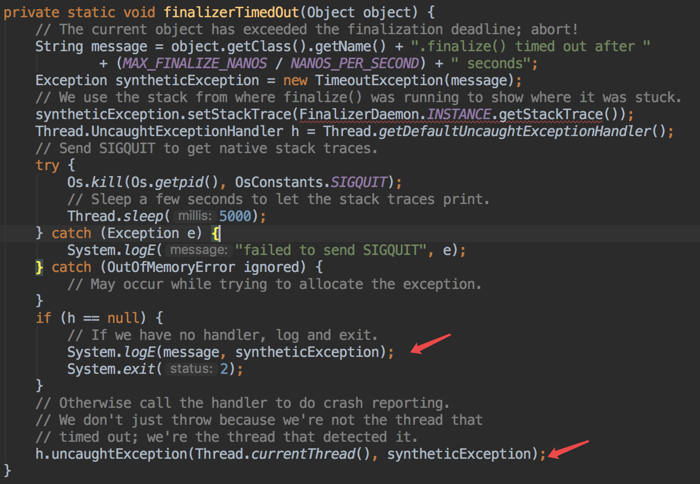 private static void finalizerTimedOut(Object object) {
    // The current object has exceeded the finalization deadline; abort!
    String message = object.getClass().getName() + ".finalize() timed out after "
            + (MAX_FINALIZE_NANOS / NANOS_PER_SECOND) + " seconds";
    Exception syntheticException = new TimeoutException(message);
    // We use the stack from where finalize() was running to show where it was stuck.
    syntheticException.setStackTrace(FinalizerDaemon.INSTANCE.getStackTrace());
    Thread.UncaughtExceptionHandler h = Thread.getDefaultUncaughtExceptionHandler();
    // Send SIGQUIT to get native stack traces.
    try {
        Os.kill(Os.getpid(), OsConstants.SIGQUIT);
        // Sleep a few seconds to let the stack traces print.
        Thread.sleep( millis: 5000);
    } catch (Exception e) {
        System.logE( message: "failed to send SIGQUIT", e);
    } catch (OutOfMemoryError ignored) {
        // May occur while trying to allocate the exception.
    }
    if (h == null) {
        // If we have no handler, log and exit.
        System.logE(message, syntheticException);
        System.exit( status: 2);
    }
    // Otherwise call the handler to do crash reporting.
    // We don't just throw because we're not the thread that
    // timed out; we're the thread that detected it.
    h.uncaughtException(Thread.currentThread(), syntheticException);
}